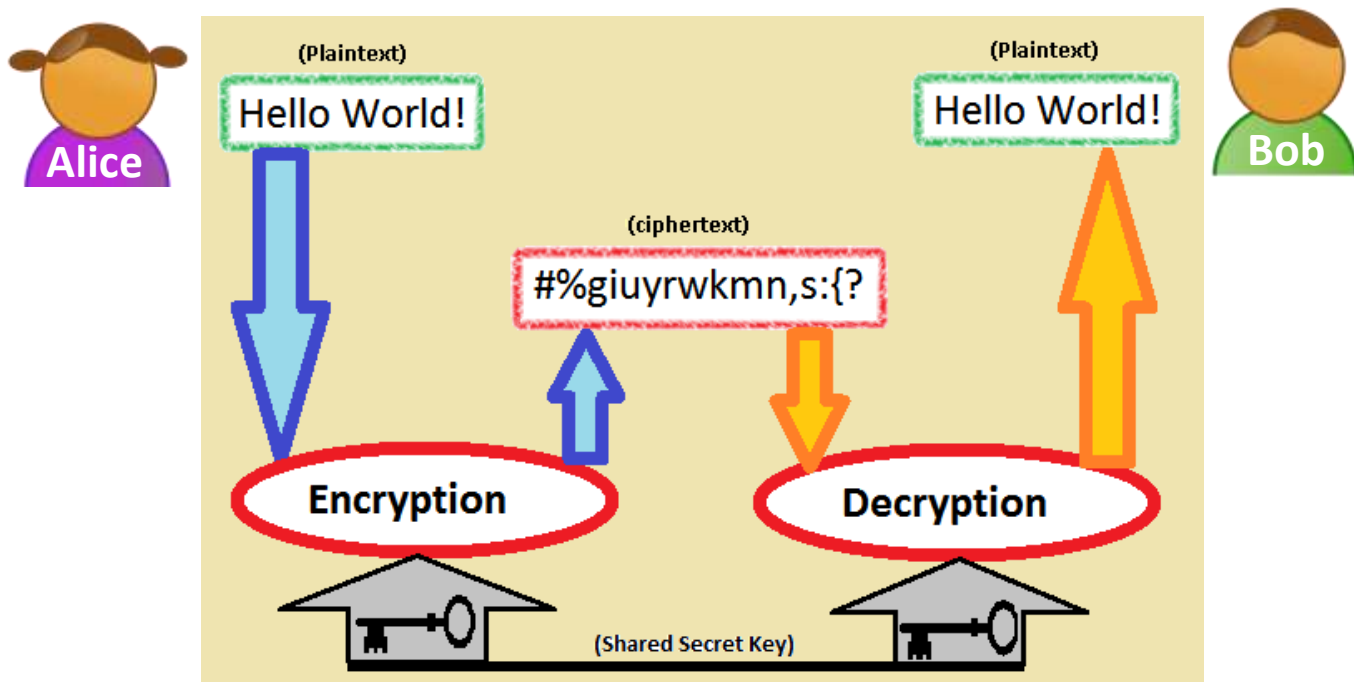 (Plaintext)
Hello World!
Alice
(Plaintext)
Hello World!
Bob
(ciphertext)
#%giuyrwkmn,s:{?
Encryption
Decryption
(Shared Secret Key)